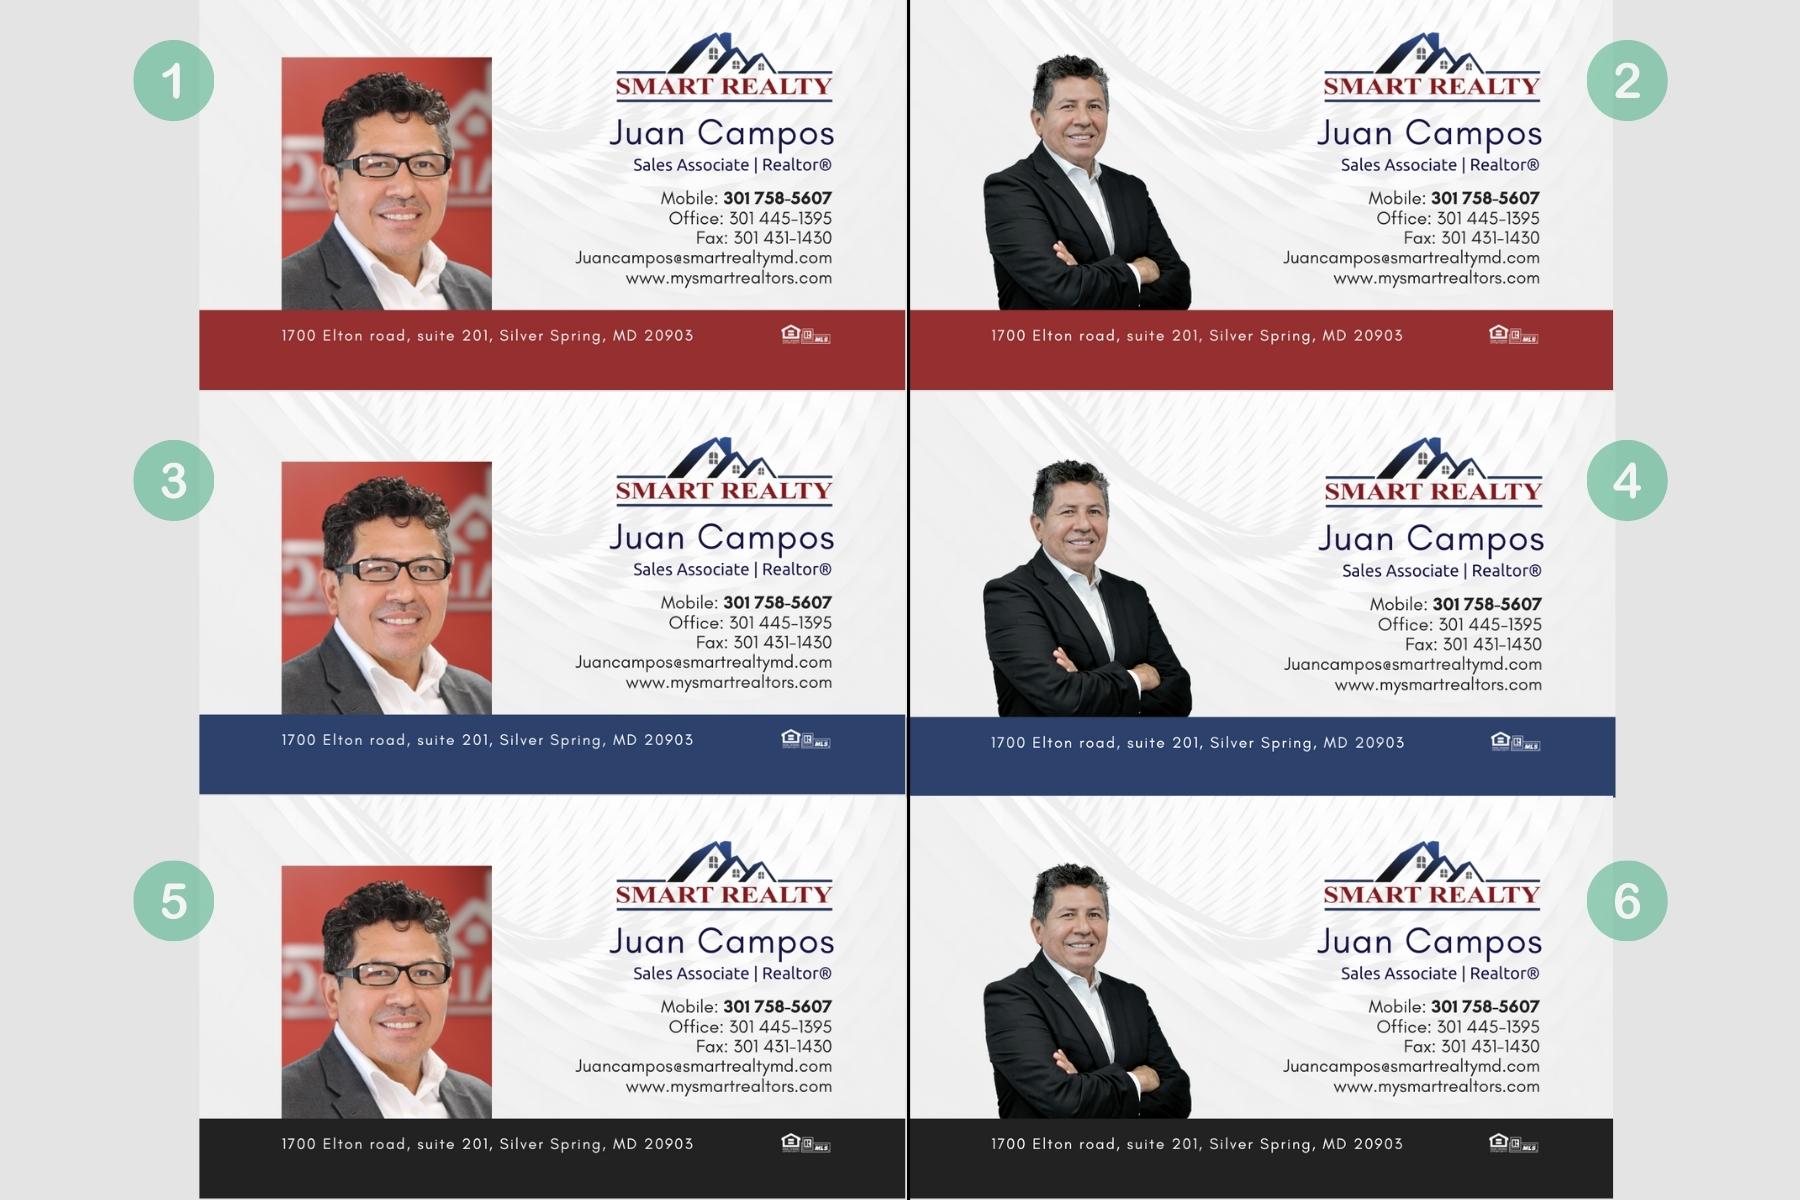 1
SMART REALTY
Juan Campos
Sales Associate | Realtor®
Mobile: 301 758-5607
Office: 301 445-1395
Fax: 301 431-1430
Juancampos@smartrealtymd.com
www.mysmartrealtors.com
1700 Elton road, suite 201, Silver Spring, MD 20903
MLS
2
SMART REALTY
Juan Campos
Sales Associate | Realtor®
Mobile: 301 758-5607
Office: 301 445-1395
Fax: 301 431-1430
Juancampos@smartrealtymd.com
www.mysmartrealtors.com
1700 Elton road, suite 201, Silver Spring, MD 20903
MLS
3
SMART REALTY
Juan Campos
Sales Associate | Realtor®
Mobile: 301 758-5607
Office: 301 445-1395
Fax: 301 431-1430
Juancampos@smartrealtymd.com
www.mysmartrealtors.com
1700 Elton road, suite 201, Silver Spring, MD 20903
MLS
4
SMART REALTY
Juan Campos
Sales Associate | Realtor®
Mobile: 301 758-5607
Office: 301 445-1395
Fax: 301 431-1430
Juancampos@smartrealtymd.com
www.mysmartrealtors.com
1700 Elton road, suite 201, Silver Spring, MD 20903
MLS
5
SMART REALTY
Juan Campos
Sales Associate | Realtor®
Mobile: 301 758-5607
Office: 301 445-1395
Fax: 301 431-1430
Juancampos@smartrealtymd.com
www.mysmartrealtors.com
1700 Elton road, suite 201, Silver Spring, MD 20903
MLS
6
SMART REALTY
Juan Campos
Sales Associate | Realtor®
Mobile: 301 758-5607
Office: 301 445-1395
Fax: 301 431-1430
Juancampos@smartrealtymd.com
www.mysmartrealtors.com
1700 Elton road, suite 201, Silver Spring, MD 20903
MLS